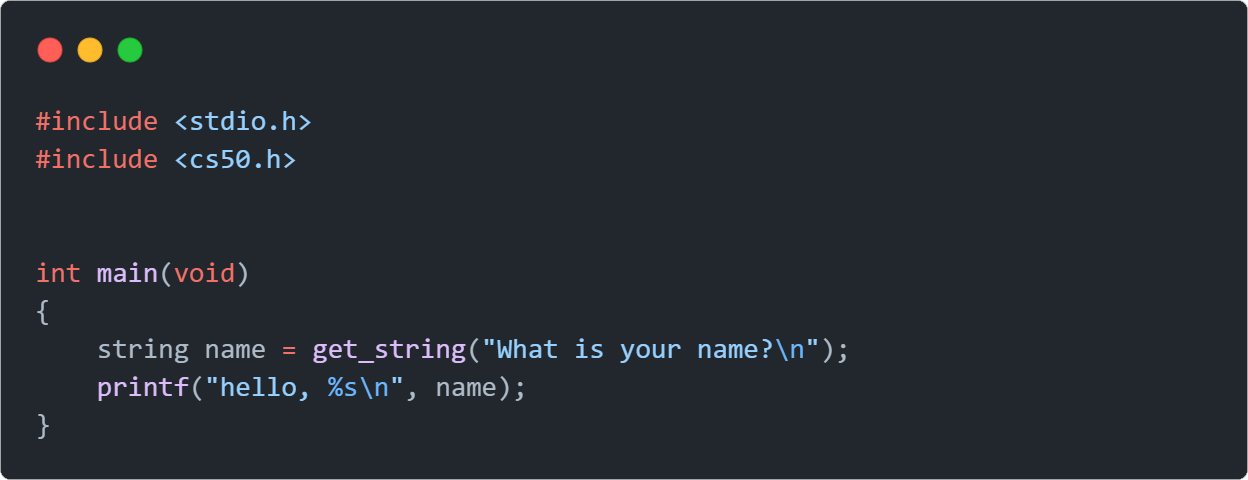 #include <stdio.h>
#include <cs50.h>
int main(void)
{
    string name = get_string("What is your name?\n");
    printf("hello, %s\n", name);
}